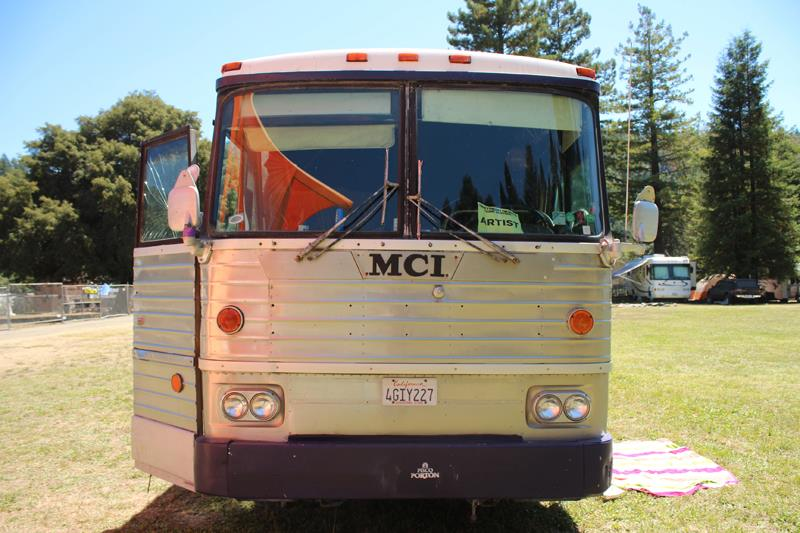 ARTIST
MCI
California
4GIY227
PISCO
PORTON